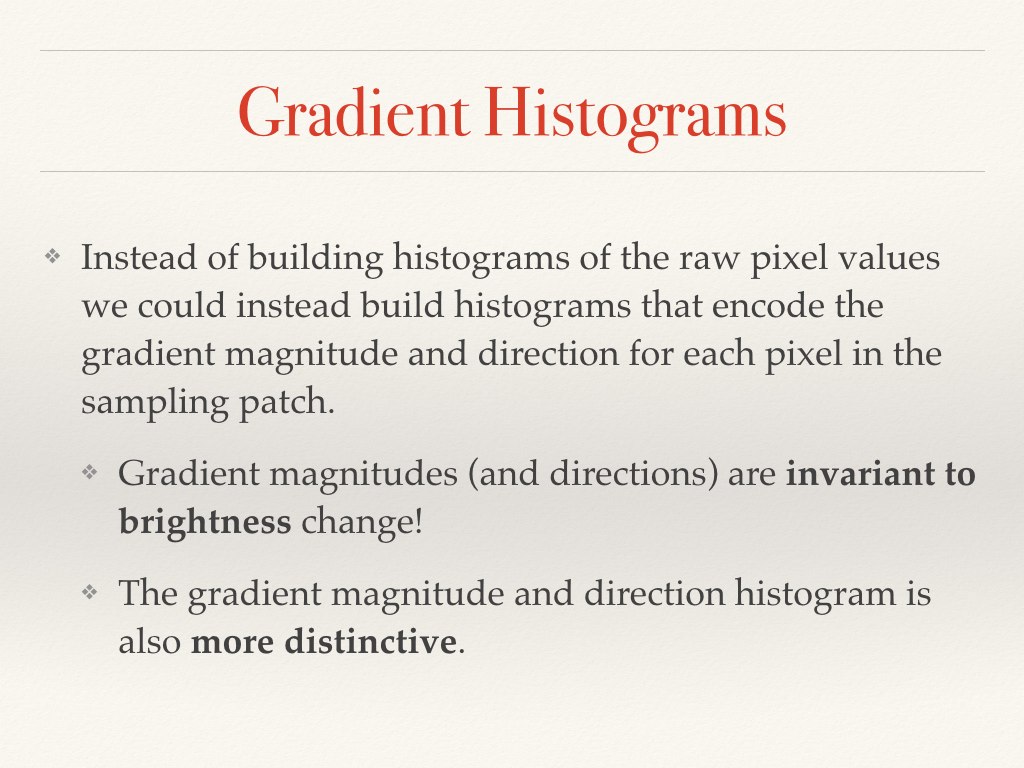 Gradient Histograms
Instead of building histograms of the raw pixel values
we could instead build histograms that encode the
gradient magnitude and direction for each pixel in the
sampling patch.
Gradient magnitudes (and directions) are invariant to
brightness change!
The gradient magnitude and direction histogram is
also more distinctive.